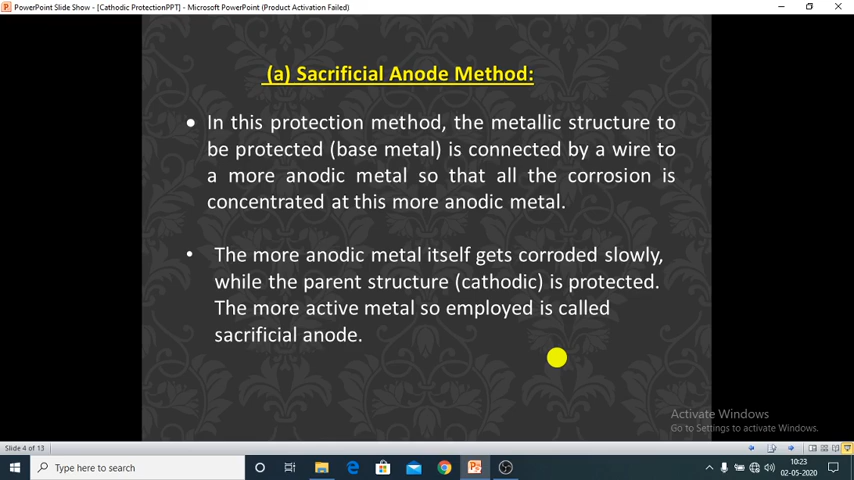 PowerPoint Slide Show - [Cathodic ProtectionPPT] - Microsoft PowerPoint (Product Activation Failed)
(a) Sacrificial Anode Method:
• In this protection method, the metallic structure to
be protected (base metal) is connected by a wire to
a more anodic metal so that all the corrosion is
concentrated at this more anodic metal.
• The more anodic metal itself gets corroded slowly,
while the parent structure (cathodic) is protected.
The more active metal so employed is called
sacrificial anode.
Activate Windows
Go to Settings to activate Windows.
Slide 4 of 13
Type here to search
10:23
02-05-2020